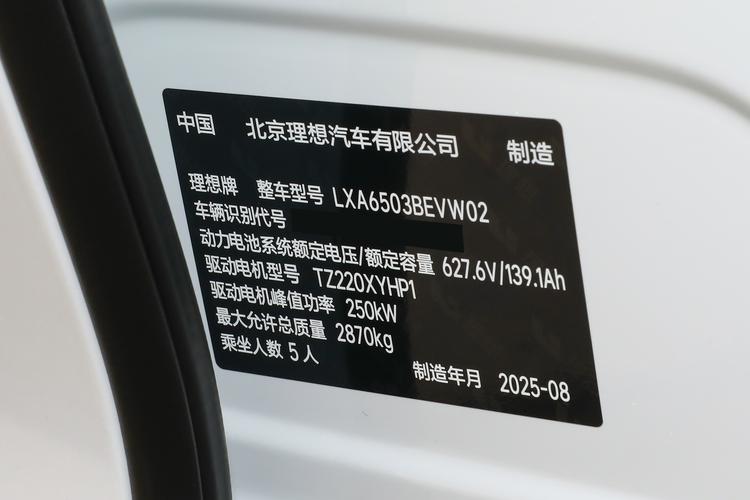 中国 北京理想汽车有限公司 制造
理想牌 整车型号 LXA6503BEVW02
车辆识别代号
动力电池系统额定电压/额定容量 627.6V/139.1Ah
驱动电机型号 TZ220XYHP1
驱动电机峰值功率 250kW
最大允许总质量 2870kg
乘坐人数 5人 制造年月 2025-08